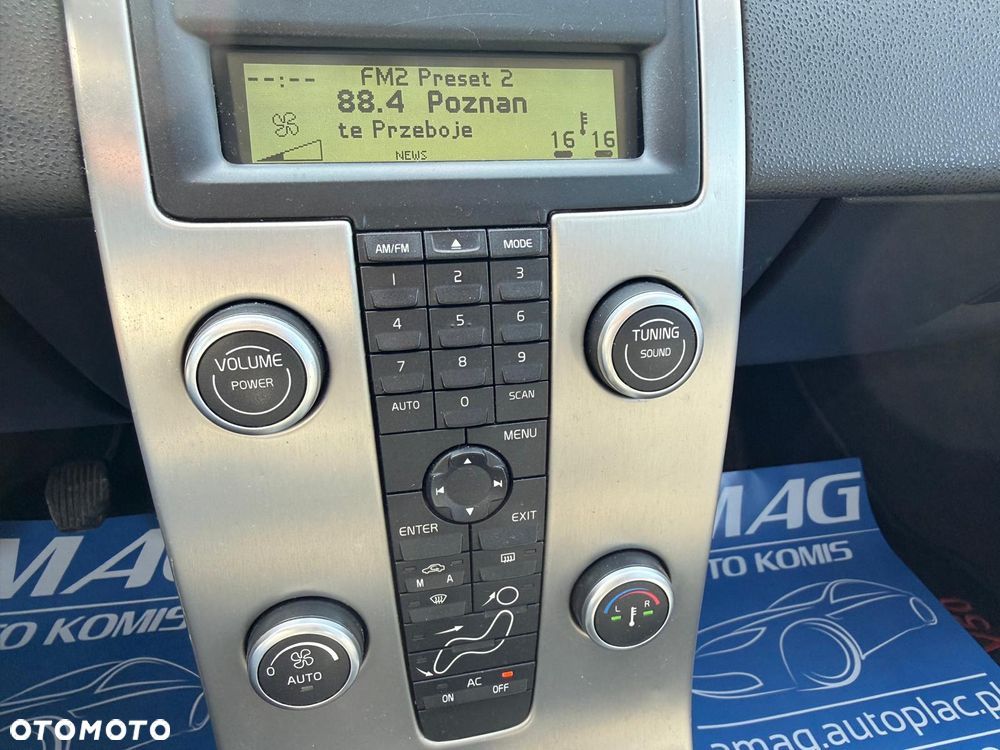 --:--
FM2 Preset 2
88.4 Poznan
te Przeboje
NEWS
16 16
AM/FM
MODE
1 2 3
4 5 6
7 8 9
AUTO 0 SCAN
VOLUME
POWER
TUNING
SOUND
MENU
ENTER
EXIT
M A
0
AUTO
L R
AC
ON OFF
MAG
TO KOMIS
MAG
TO KOMIS
amag.autoplac.pl
OTOMOTO